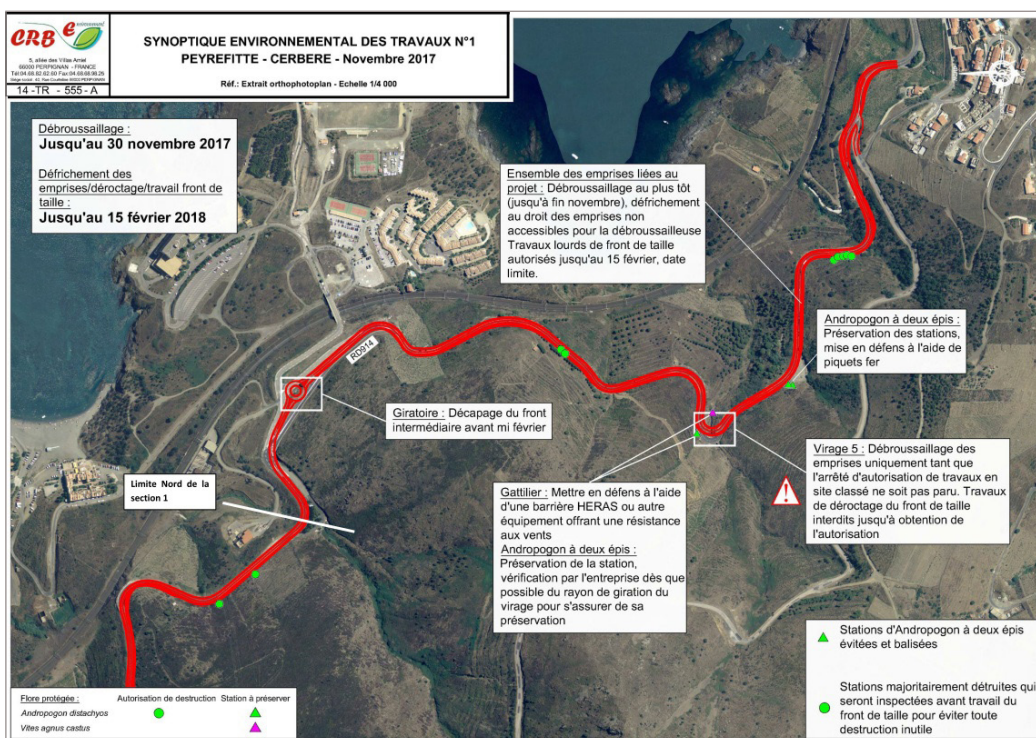 CRB environnement
5, allée des Villas Amiel
66000 PERPIGNAN - FRANCE
14 -TR - 555 - A
SYNOPTIQUE ENVIRONNEMENTAL DES TRAVAUX N°1
PEYREFITTE - CERBERE - Novembre 2017
Réf.: Extrait orthophotoplan - Echelle 1/4 000
Débroussaillage :
Jusqu'au 30 novembre 2017
Défrichement des
emprises/déroctage/travail front de
taille :
Jusqu'au 15 février 2018
Ensemble des emprises liées au
projet : Débroussaillage au plus tôt
(jusqu'à fin novembre), défrichement
au droit des emprises non
accessibles pour la débroussailleuse
Travaux lourds de front de taille
autorisés jusqu'au 15 février, date
limite.
Andropogon à deux épis :
Préservation des stations,
mise en défens à l'aide de
piquets fer
RD914
Giratoire : Décapage du front
intermédiaire avant mi février
Limite Nord de la
section 1
Gattilier : Mettre en défens à l'aide
d'une barrière HERAS ou autre
équipement offrant une résistance
aux vents
Andropogon à deux épis :
Préservation de la station,
vérification par l'entreprise dès que
possible du rayon de giration du
virage pour s'assurer de sa
préservation
Virage 5 : Débroussaillage des
emprises uniquement tant que
l'arrêté d'autorisation de travaux en
site classé ne soit pas paru. Travaux
de déroctage du front de taille
interdits jusqu'à obtention de
l'autorisation
Stations d'Andropogon à deux épis
évitées et balisées
Stations majoritairement détruites qui
seront inspectées avant travail du
front de taille pour éviter toute
destruction inutile
Flore protégée : Autorisation de destruction Station à préserver
Andropogon distachyos
Vites agnus castus